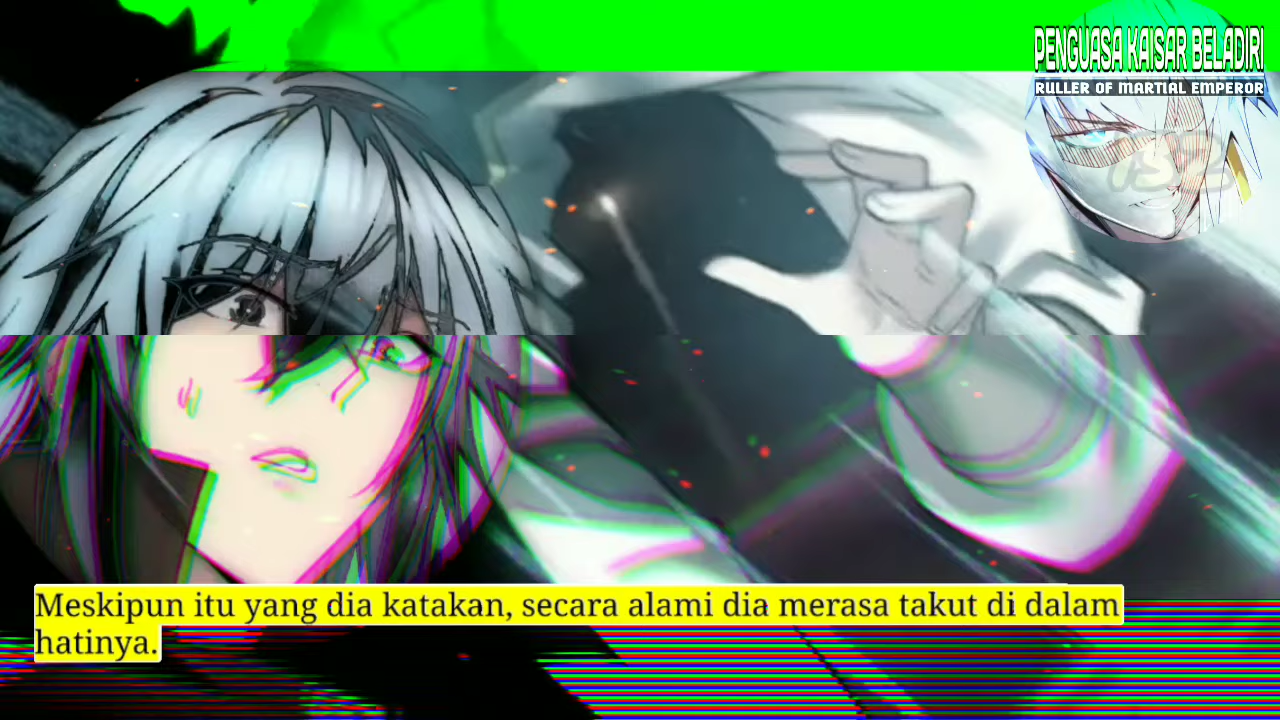 PENGUASA KAISAR BELADIRI
RULLER OF MARTIAL EMPEROR
Meskipun itu yang dia katakan, secara alami dia merasa takut di dalam
hatinya.